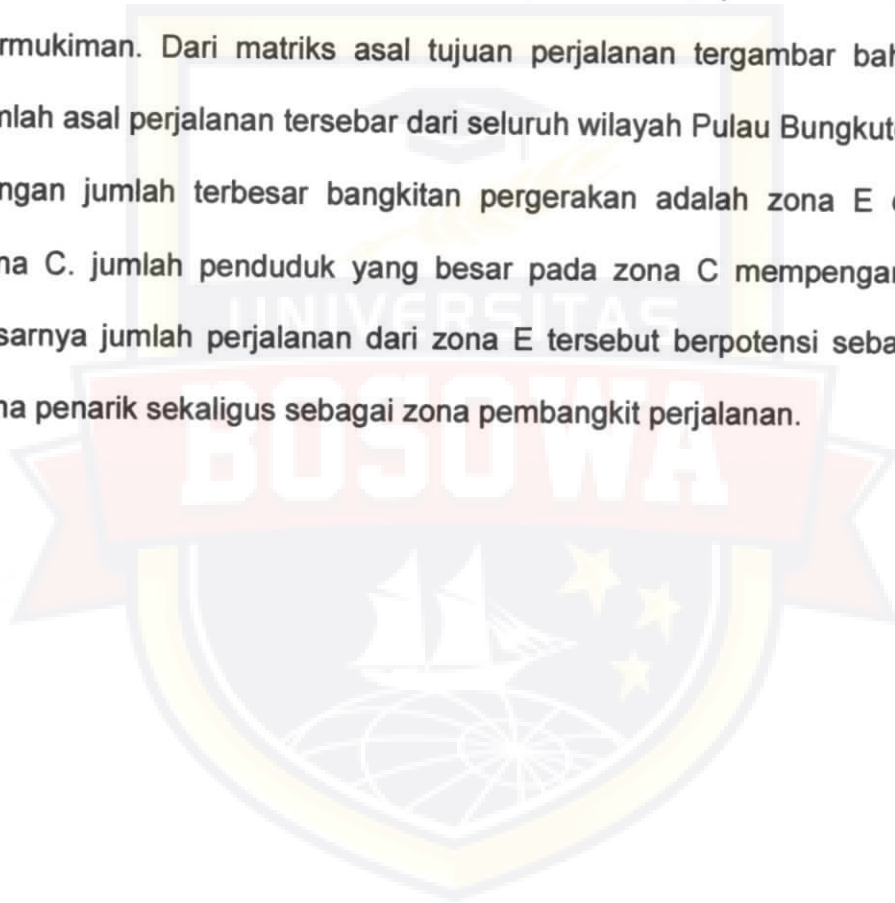 rmukiman. Dari matriks asal tujuan perjalanan tergambar bah
mlah asal perjalanan tersebar dari seluruh wilayah Pulau Bungkut
ngan jumlah terbesar bangkitan pergerakan adalah zona E
na C. jumlah penduduk yang besar pada zona C mempengar
UNIVERSITAS
sarnya jumlah perjalanan dari zona E tersebut berpotensi seba
na penarik sekaligus sebagai zona pembangkit perjalanan.
BOSOWA